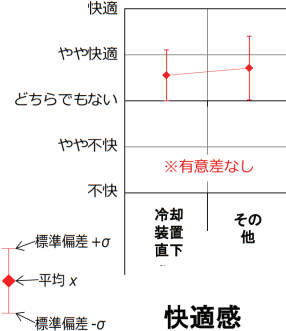 快適
やや快適
どちらでもない
やや不快
不快
※有意差なし
冷却
装置
直下
その
他
標準偏差+σ
平均 x
標準偏差-σ
快適感